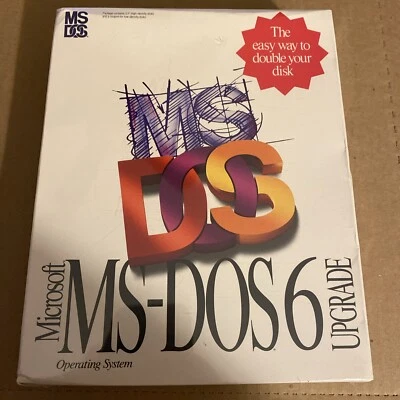 MS
DOS
The
easy way to
double your
disk
MS
DOS
Microsoft
MS-DOS 6
UPGRADE
Operating System